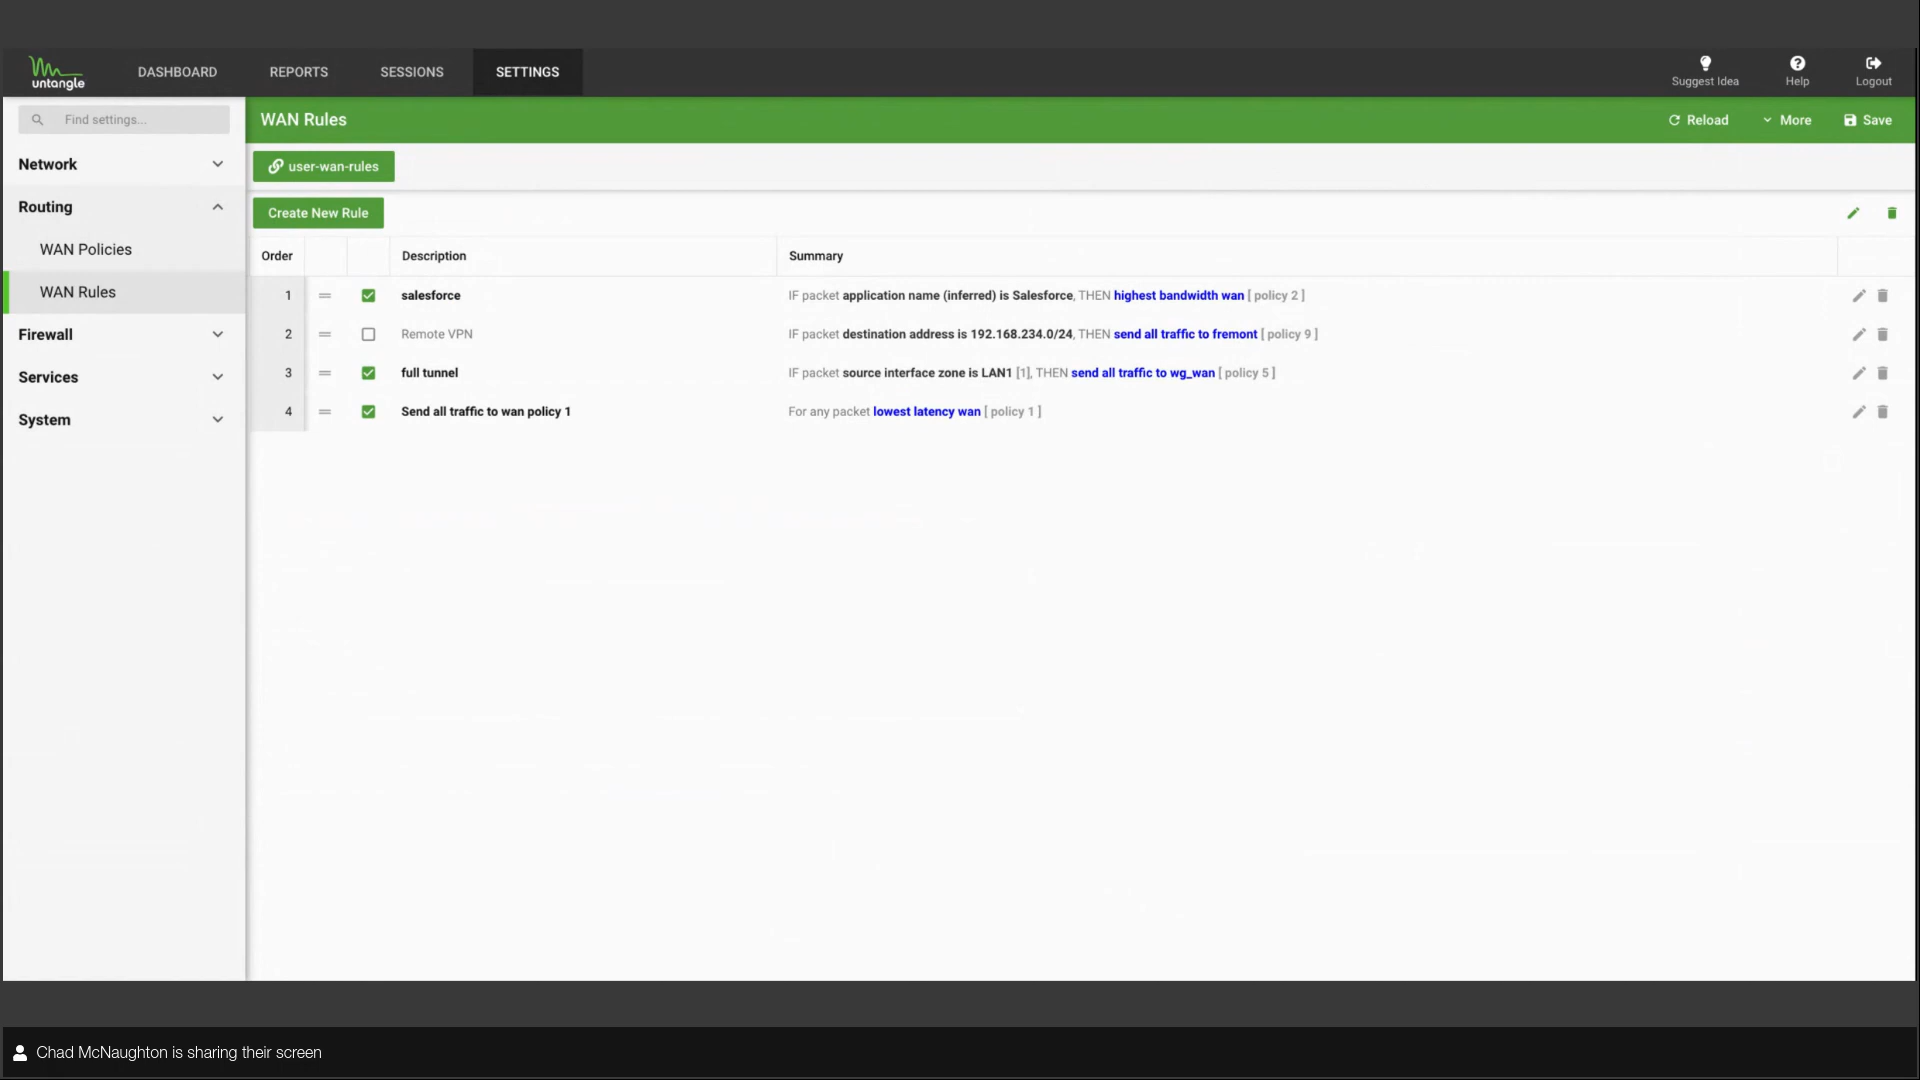 untangle
DASHBOARD
REPORTS
SESSIONS
SETTINGS
Suggest Idea
Help
Logout
Find settings...
WAN Rules
Reload
More
Save
Network
Routing
WAN Policies
WAN Rules
Firewall
Services
System
user-wan-rules
Create New Rule
Order Description Summary
1 salesforce IF packet application name (inferred) is Salesforce, THEN highest bandwidth wan [ policy 2 ]
2 Remote VPN IF packet destination address is 192.168.234.0/24, THEN send all traffic to fremont [ policy 9 ]
3 full tunnel IF packet source interface zone is LAN1 [1], THEN send all traffic to wg_wan [ policy 5 ]
4 Send all traffic to wan policy 1 For any packet lowest latency wan [ policy 1 ]
Chad McNaughton is sharing their screen